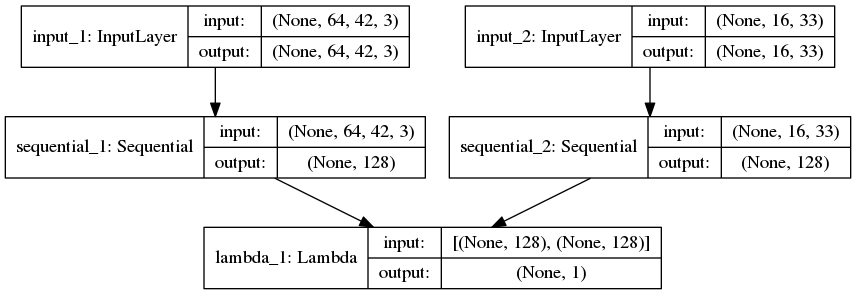 input_1: InputLayer
input: (None, 64, 42, 3)
output: (None, 64, 42, 3)
input_2: InputLayer
input: (None, 16, 33)
output: (None, 16, 33)
sequential_1: Sequential
input: (None, 64, 42, 3)
output: (None, 128)
sequential_2: Sequential
input: (None, 16, 33)
output: (None, 128)
lambda_1: Lambda
input: [(None, 128), (None, 128)]
output: (None, 1)